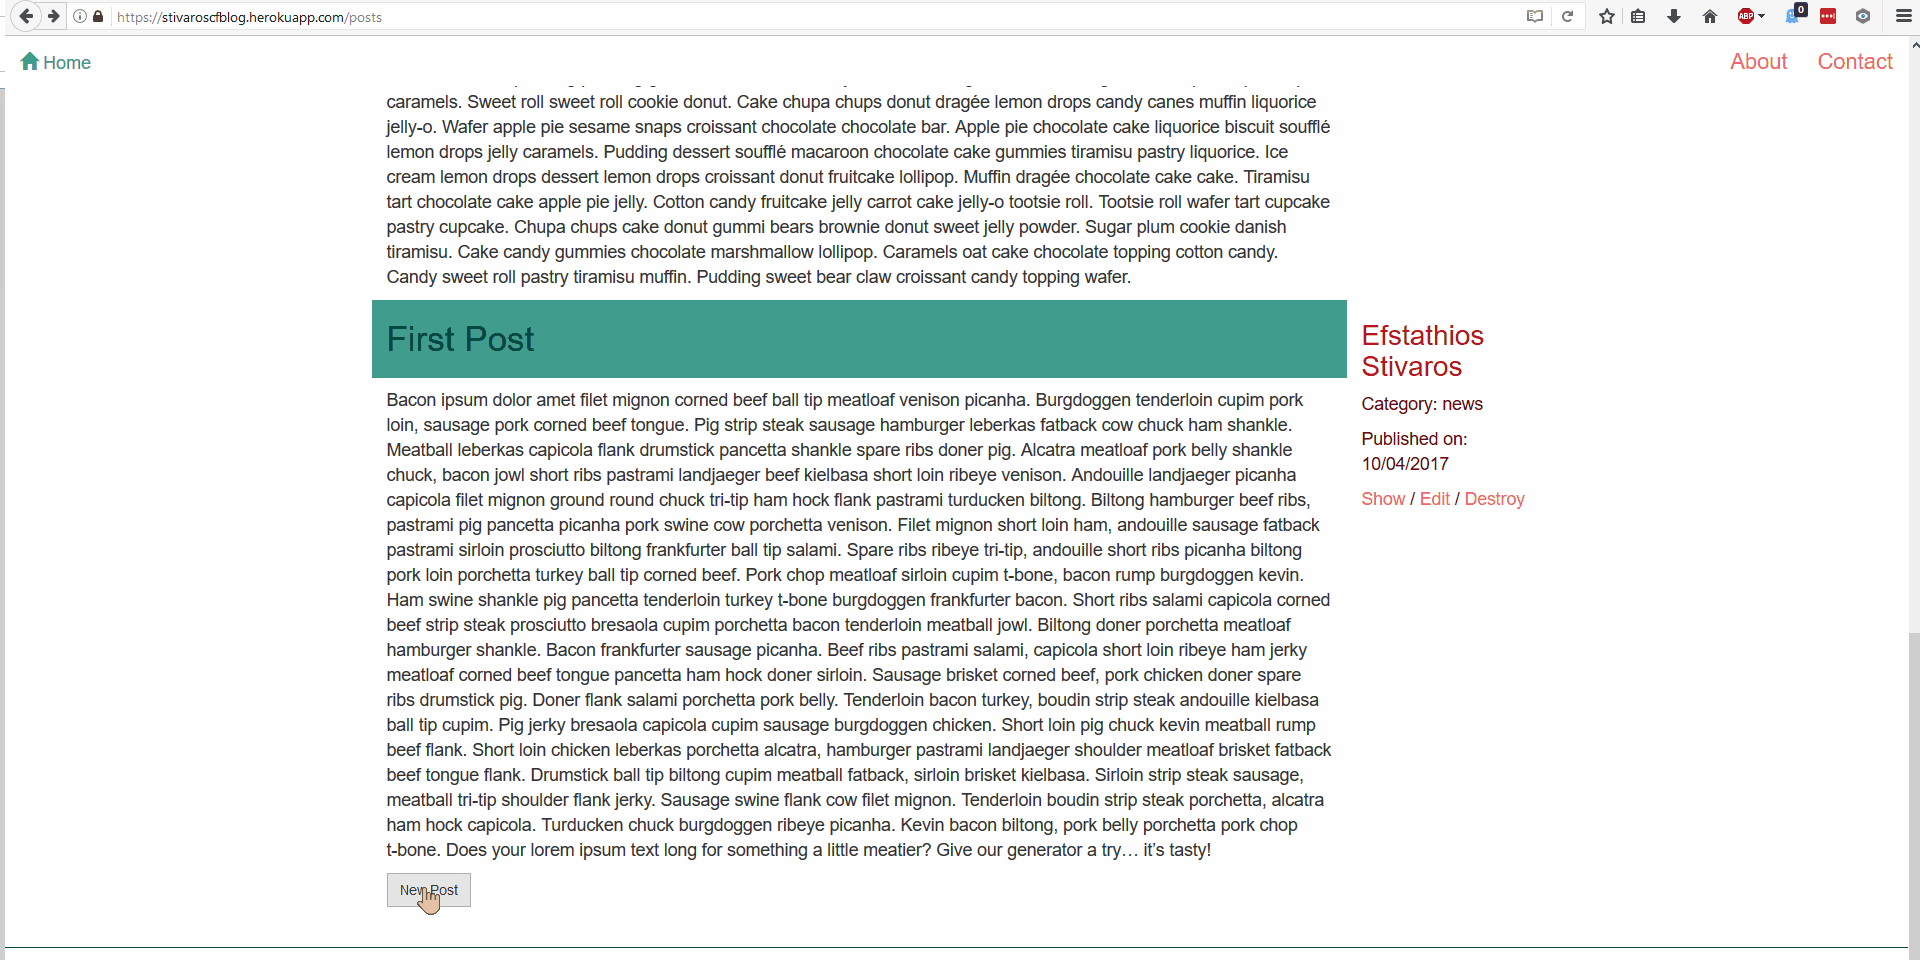 https://stivaroscfblog.herokuapp.com/posts
ABP
0
Home
About
Contact
caramels. Sweet roll sweet roll cookie donut. Cake chupa chups donut dragée lemon drops candy canes muffin liquorice
jelly-o. Wafer apple pie sesame snaps croissant chocolate chocolate bar. Apple pie chocolate cake liquorice biscuit soufflé
lemon drops jelly caramels. Pudding dessert soufflé macaroon chocolate cake gummies tiramisu pastry liquorice. Ice
cream lemon drops dessert lemon drops croissant donut fruitcake lollipop. Muffin dragée chocolate cake cake. Tiramisu
tart chocolate cake apple pie jelly. Cotton candy fruitcake jelly carrot cake jelly-o tootsie roll. Tootsie roll wafer tart cupcake
pastry cupcake. Chupa chups cake donut gummi bears brownie donut sweet jelly powder. Sugar plum cookie danish
tiramisu. Cake candy gummies chocolate marshmallow lollipop. Caramels oat cake chocolate topping cotton candy.
Candy sweet roll pastry tiramisu muffin. Pudding sweet bear claw croissant candy topping wafer.
First Post
Bacon ipsum dolor amet filet mignon corned beef ball tip meatloaf venison picanha. Burgdoggen tenderloin cupim pork
loin, sausage pork corned beef tongue. Pig strip steak sausage hamburger leberkas fatback cow chuck ham shankle.
Meatball leberkas capicola flank drumstick pancetta shankle spare ribs doner pig. Alcatra meatloaf pork belly shankle
chuck, bacon jowl short ribs pastrami landjaeger beef kielbasa short loin ribeye venison. Andouille landjaeger picanha
capicola filet mignon ground round chuck tri-tip ham hock flank pastrami turducken biltong. Biltong hamburger beef ribs,
pastrami pig pancetta picanha pork swine cow porchetta venison. Filet mignon short loin ham, andouille sausage fatback
pastrami sirloin prosciutto biltong frankfurter ball tip salami. Spare ribs ribeye tri-tip, andouille short ribs picanha biltong
pork loin porchetta turkey ball tip corned beef. Pork chop meatloaf sirloin cupim t-bone, bacon rump burgdoggen kevin.
Ham swine shankle pig pancetta tenderloin turkey t-bone burgdoggen frankfurter bacon. Short ribs salami capicola corned
beef strip steak prosciutto bresaola cupim porchetta bacon tenderloin meatball jowl. Biltong doner porchetta meatloaf
hamburger shankle. Bacon frankfurter sausage picanha. Beef ribs pastrami salami, capicola short loin ribeye ham jerky
meatloaf corned beef tongue pancetta ham hock doner sirloin. Sausage brisket corned beef, pork chicken doner spare
ribs drumstick pig. Doner flank salami porchetta pork belly. Tenderloin bacon turkey, boudin strip steak andouille kielbasa
ball tip cupim. Pig jerky bresaola capicola cupim sausage burgdoggen chicken. Short loin pig chuck kevin meatball rump
beef flank. Short loin chicken leberkas porchetta alcatra, hamburger pastrami landjaeger shoulder meatloaf brisket fatback
beef tongue flank. Drumstick ball tip biltong cupim meatball fatback, sirloin brisket kielbasa. Sirloin strip steak sausage,
meatball tri-tip shoulder flank jerky. Sausage swine flank cow filet mignon. Tenderloin boudin strip steak porchetta, alcatra
ham hock capicola. Turducken chuck burgdoggen ribeye picanha. Kevin bacon biltong, pork belly porchetta pork chop
t-bone. Does your lorem ipsum text long for something a little meatier? Give our generator a try… it’s tasty!
Efstathios
Stivaros
Category: news
Published on:
10/04/2017
Show / Edit / Destroy
New Post